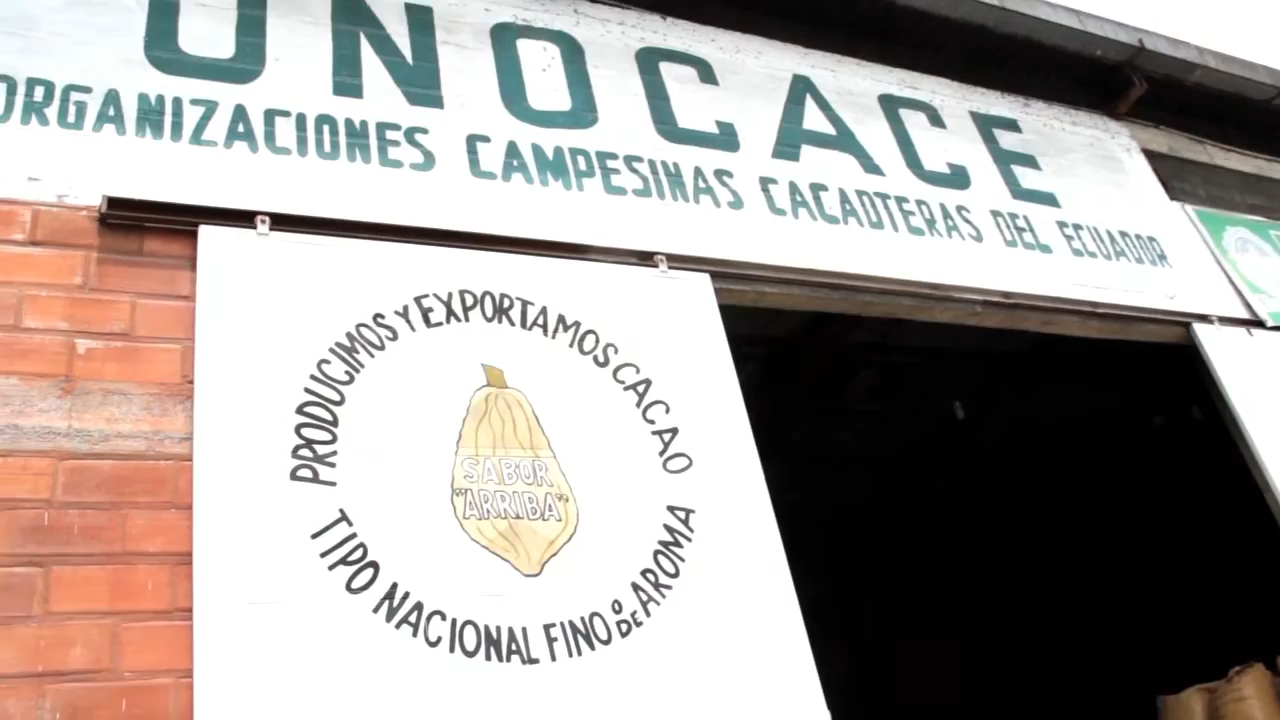 UNOCACE
ORGANIZACIONES CAMPESINAS CACAOTERAS DEL ECUADOR
PRODUCIMOS Y EXPORTAMOS CACAO
SABOR
"ARRIBA"
TIPO NACIONAL FINO O DE AROMA